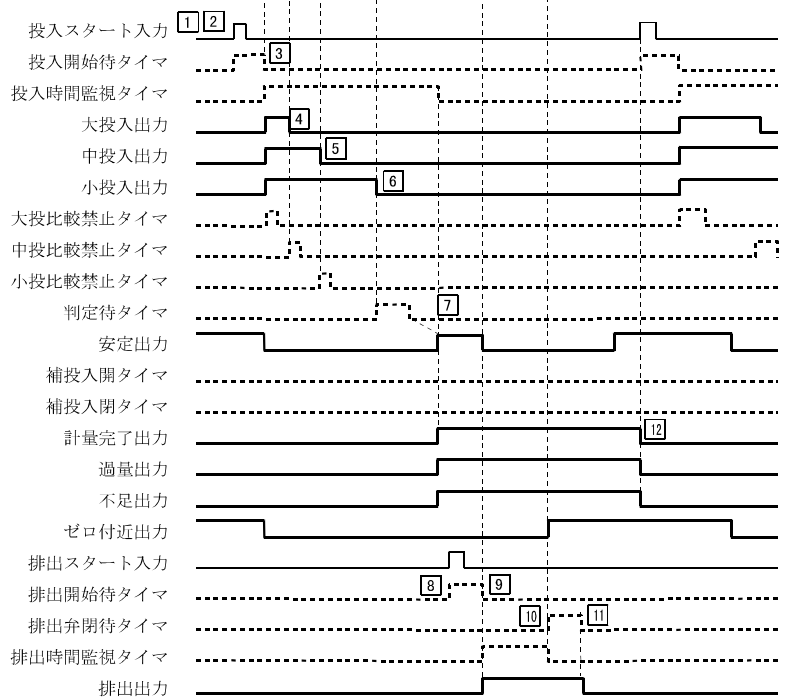 投入スタート入力 1 2
投入開始待タイマ 3
投入時間監視タイマ
大投入出力 4
中投入出力 5
小投入出力 6
大投比較禁止タイマ
中投比較禁止タイマ
小投比較禁止タイマ
判定待タイマ 7
安定出力
補投入開タイマ
補投入閉タイマ
計量完了出力 12
過量出力
不足出力
ゼロ付近出力
排出スタート入力
排出開始待タイマ 8 9
排出弁閉待タイマ 10 11
排出時間監視タイマ
排出出力